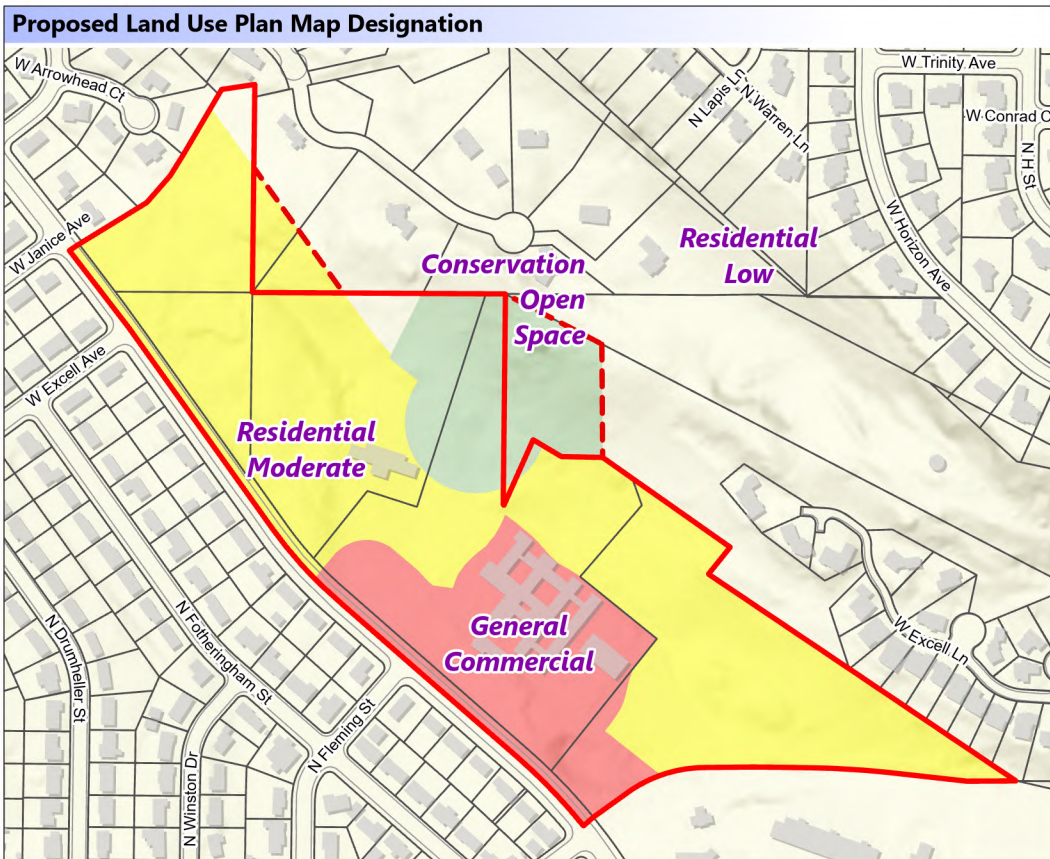 Proposed Land Use Plan Map Designation
W Arrowhead Ct
W Trinity Ave
N Lapis Ln
N Warren Ln
W Conrad C
N H St
W Janice Ave
W Horizon Ave
Residential
Low
Conservation
Open
Space
W Excell Ave
Residential
Moderate
General
Commercial
N Drumheller St
N Fotheringham St
W Excell Ln
N Fleming St
N Winston Dr